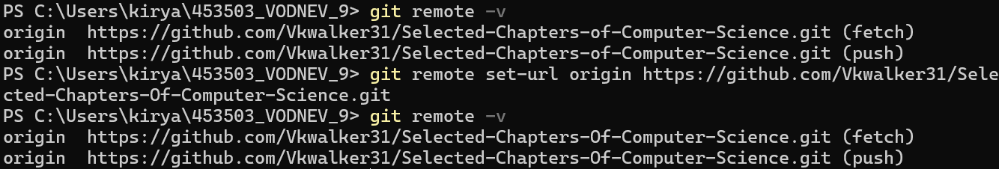 PS C:\Users\kirya\453503_VODNEV_9> git remote -v
origin  https://github.com/Vkwalker31/Selected-Chapters-of-Computer-Science.git (fetch)
origin  https://github.com/Vkwalker31/Selected-Chapters-of-Computer-Science.git (push)
PS C:\Users\kirya\453503_VODNEV_9> git remote set-url origin https://github.com/Vkwalker31/Sele
cted-Chapters-Of-Computer-Science.git
PS C:\Users\kirya\453503_VODNEV_9> git remote -v
origin  https://github.com/Vkwalker31/Selected-Chapters-Of-Computer-Science.git (fetch)
origin  https://github.com/Vkwalker31/Selected-Chapters-Of-Computer-Science.git (push)